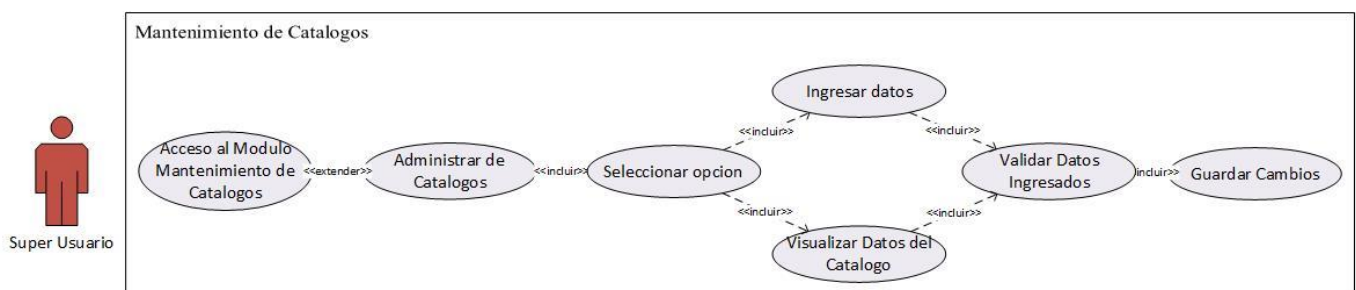 Mantenimiento de Catalogos
Super Usuario
Acceso al Modulo
Mantenimiento de
Catalogos
<<extender>>
Administrar de
Catalogos
<<incluir>>
Seleccionar opcion
<<incluir>>
Ingresar datos
<<incluir>>
<<incluir>>
Visualizar Datos del
Catalogo
<<incluir>>
Validar Datos
Ingresados
incluir>>
Guardar Cambios